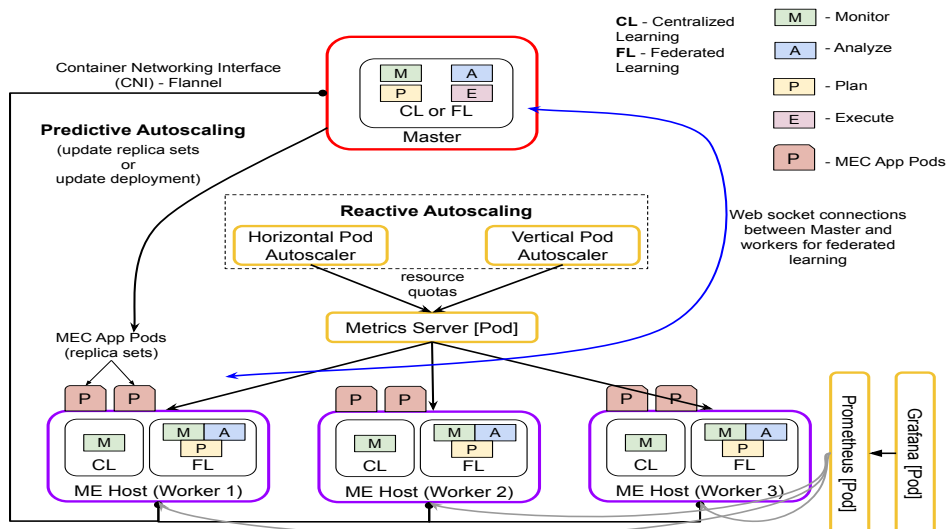 Container Networking Interface
(CNI) - Flannel
Predictive Autoscaling
(update replica sets
or
update deployment)
M
A
P
E
CL or FL
Master
CL - Centralized
Learning
FL - Federated
Learning
M
- Monitor
A
- Analyze
P
- Plan
E
- Execute
P
- MEC App Pods
Reactive Autoscaling
Horizontal Pod
Autoscaler
Vertical Pod
Autoscaler
Web socket connections
between Master and
workers for federated
learning
resource
quotas
Metrics Server [Pod]
MEC App Pods
(replica sets)
P
P
M
CL
M
A
P
FL
ME Host (Worker 1)
P
P
M
CL
M
A
P
FL
ME Host (Worker 2)
P
P
M
CL
M
A
P
FL
ME Host (Worker 3)
Prometheus [Pod]
Grafana [Pod]